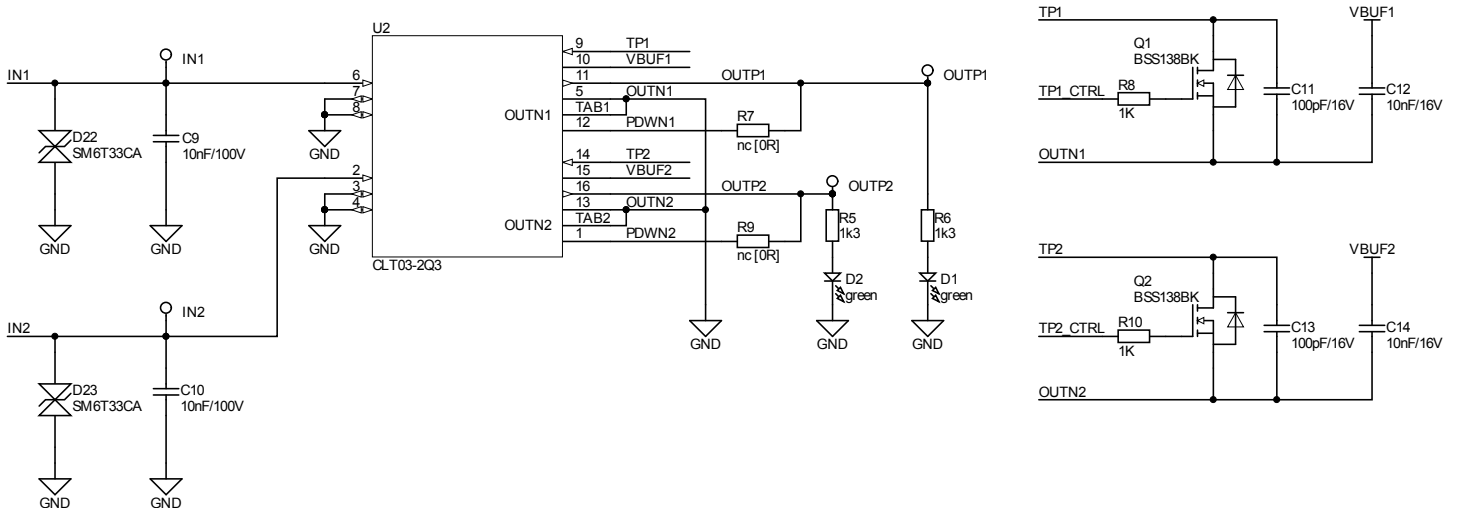 U2
6
7
8
2
3
4
9 TP1
10 VBUF1
11 OUTP1
5 OUTN1
OUTN1 TAB1
12 PDWN1
14 TP2
15 VBUF2
16 OUTP2
13 OUTN2
OUTN2 TAB2
1 PDWN2
CLT03-2Q3
IN1
IN1
D22
SM6T33CA
C9
10nF/100V
GND
GND
GND
GND
IN2
IN2
D23
SM6T33CA
C10
10nF/100V
GND
GND
R7
nc [0R]
R9
nc [0R]
OUTP1
OUTP2
R5
1k3
R6
1k3
D2
green
D1
green
GND
GND
GND
TP1
Q1
BSS138BK
TP1_CTRL
R8
1K
C11
100pF/16V
VBUF1
C12
10nF/16V
OUTN1
TP2
Q2
BSS138BK
TP2_CTRL
R10
1K
C13
100pF/16V
VBUF2
C14
10nF/16V
OUTN2